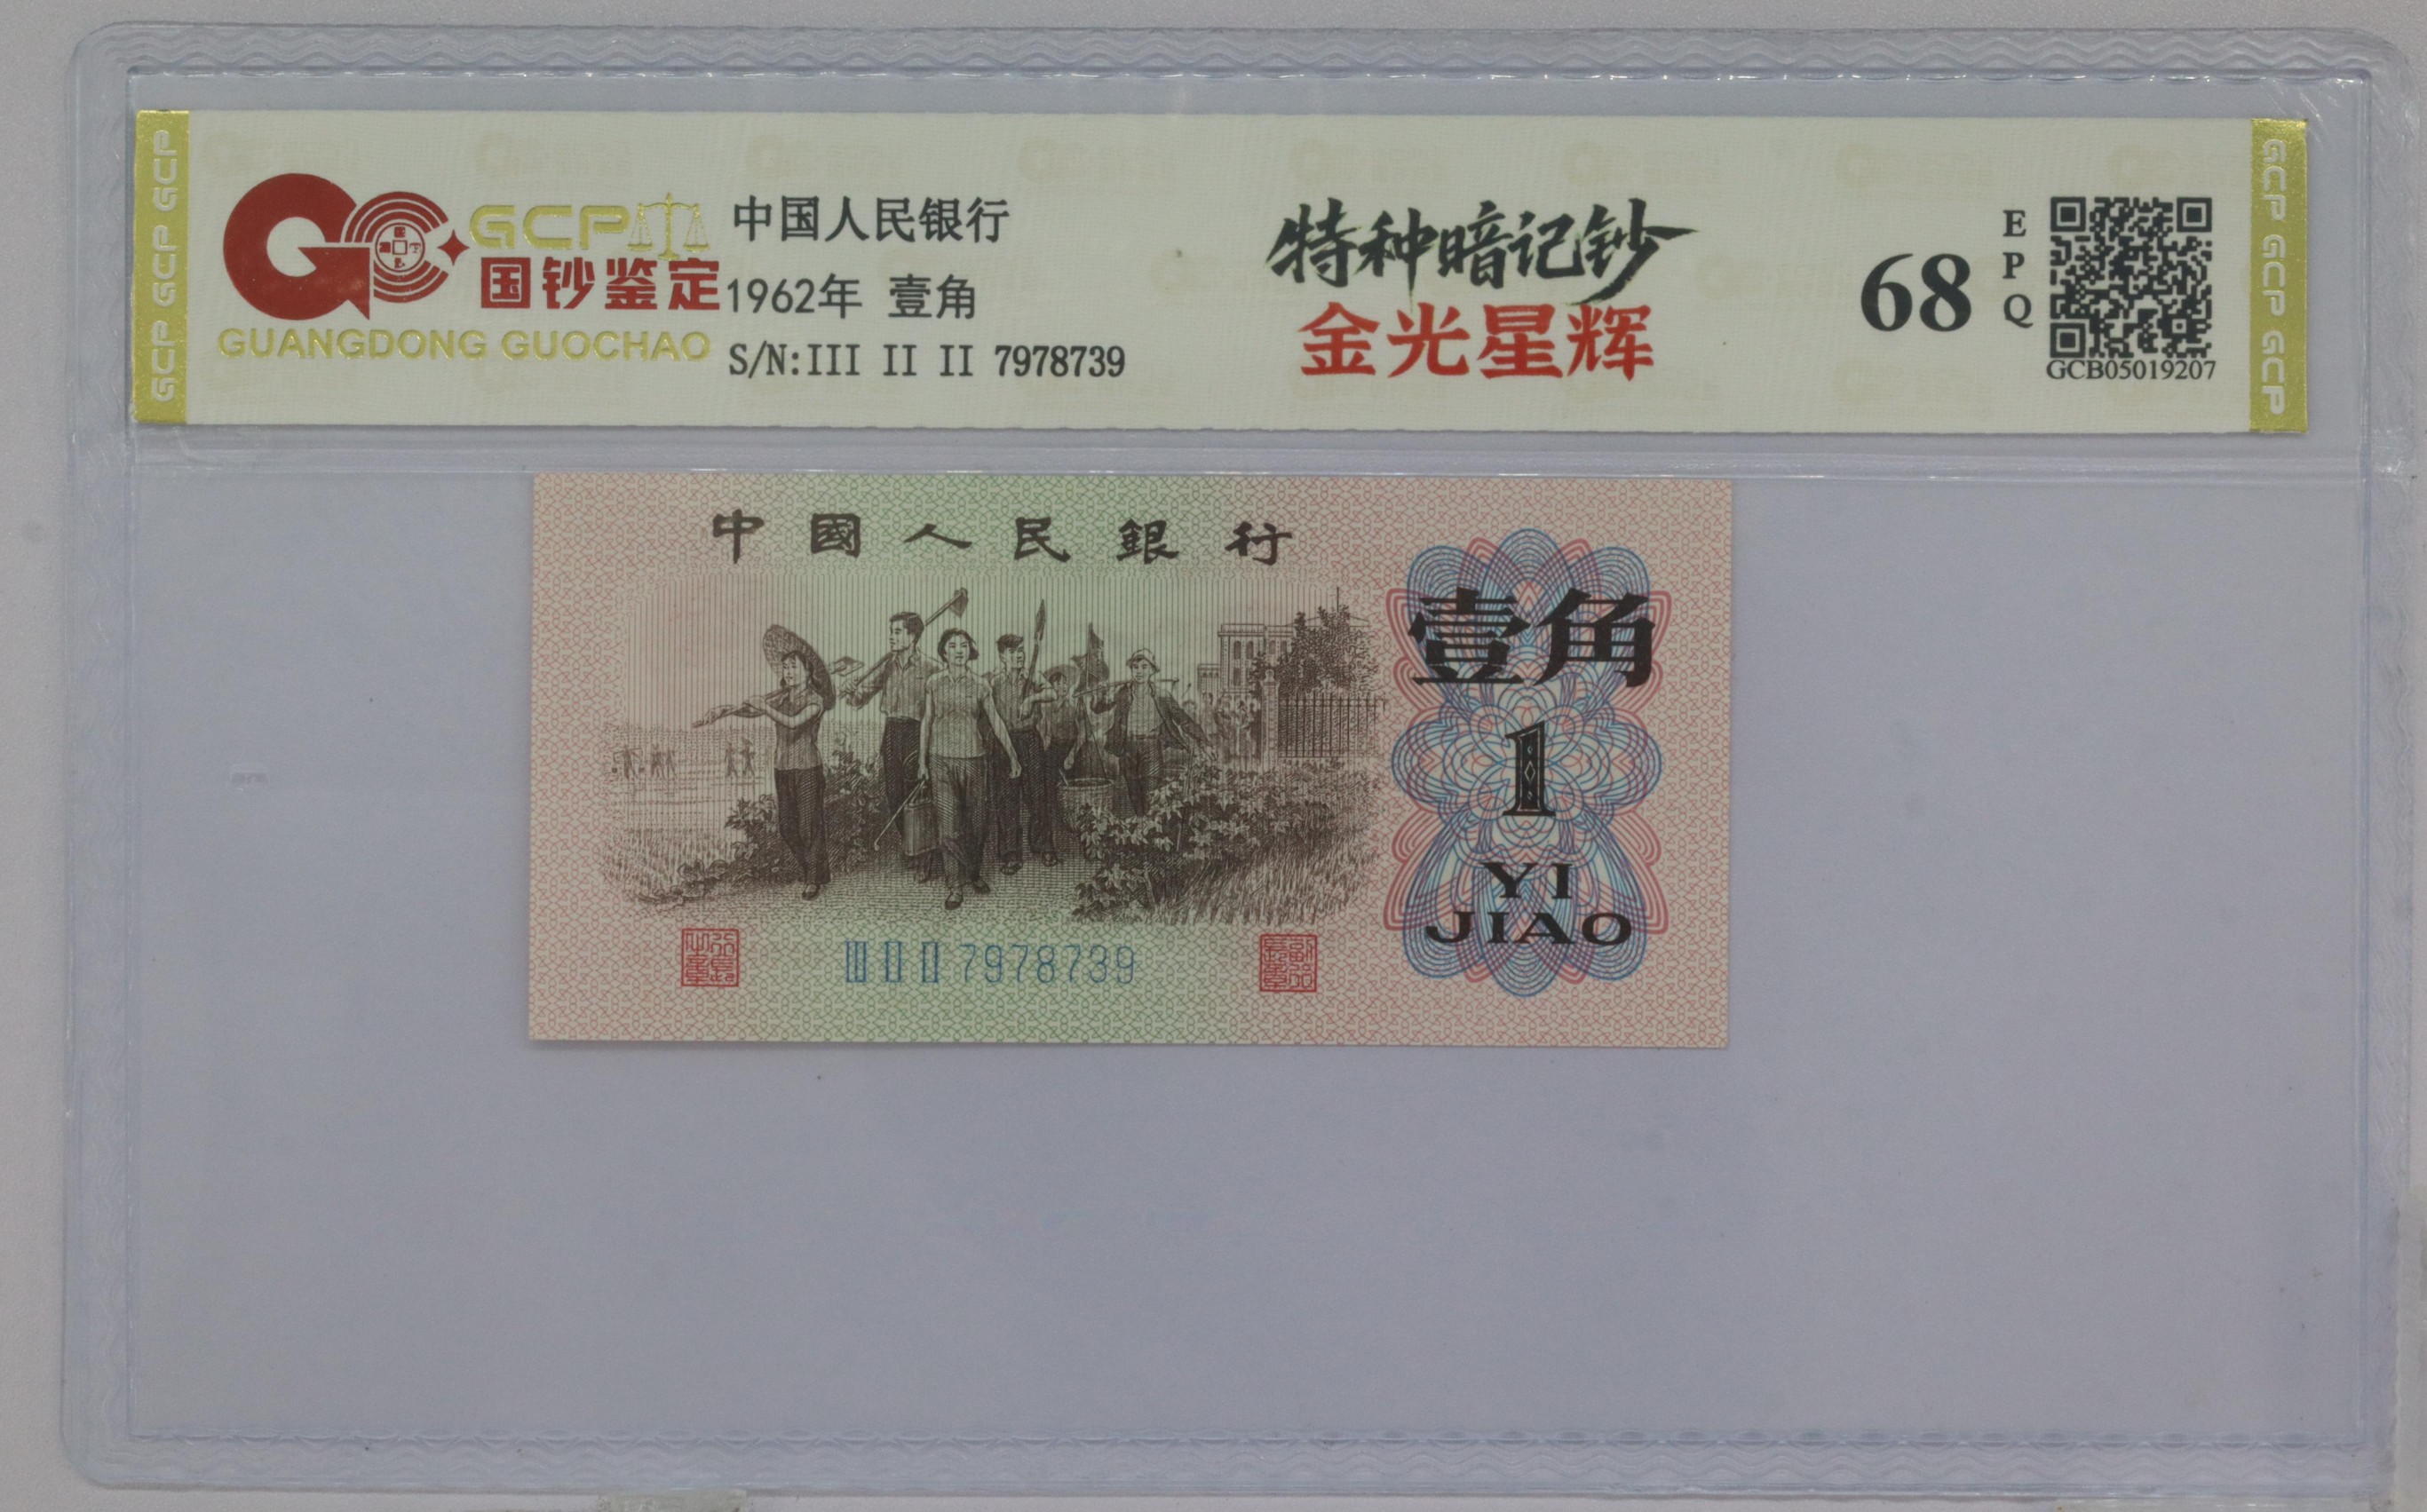 GCP GCP GCP
GCP
国钞鉴定
GUANGDONG GUOCHAO
中国人民银行
1962年 壹角
S/N:III II II 7978739
特种暗记钞
金光星辉
68
EPQ
GCB05019207
GCP GCP GCP
中國人民銀行
壹角
1
YI
JIAO
III II II 7978739